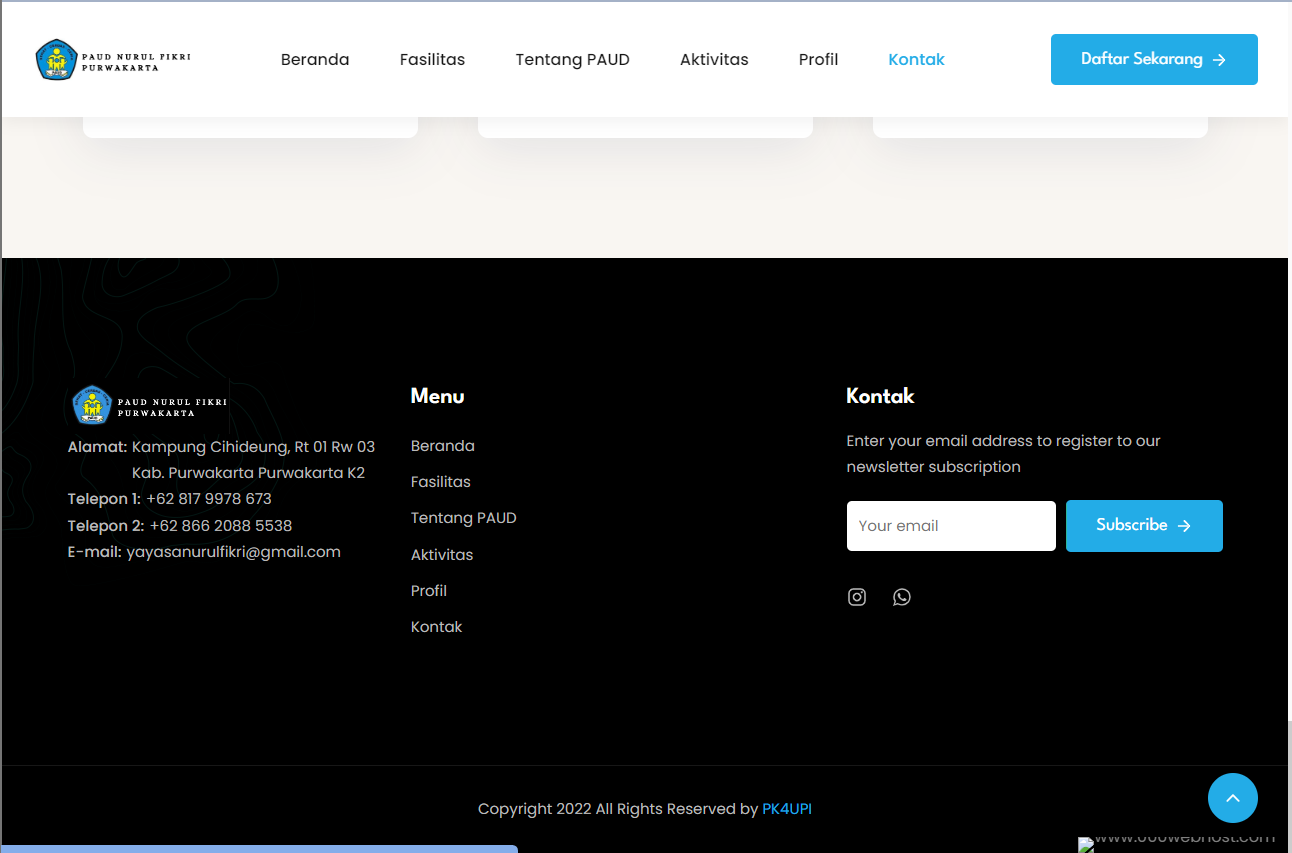 PAUD NURUL FIKRI
PURWAKARTA
Beranda
Fasilitas
Tentang PAUD
Aktivitas
Profil
Kontak
Daftar Sekarang
PAUD NURUL FIKRI
PURWAKARTA
Alamat: Kampung Cihideung, Rt 01 Rw 03
Kab. Purwakarta Purwakarta K2
Telepon 1: +62 817 9978 673
Telepon 2: +62 866 2088 5538
E-mail: yayasanurulfikri@gmail.com
Menu
Beranda
Fasilitas
Tentang PAUD
Aktivitas
Profil
Kontak
Kontak
Enter your email address to register to our
newsletter subscription
Your email
Subscribe
Copyright 2022 All Rights Reserved by PK4UPI
www.000webhost.com